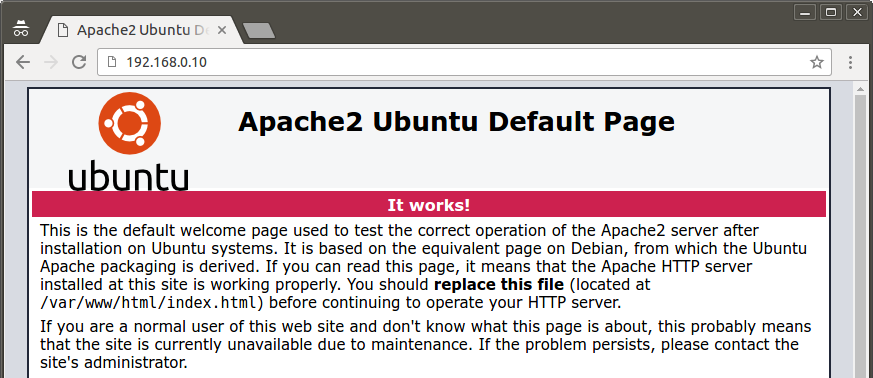 Apache2 Ubuntu De
192.168.0.10
ubuntu
Apache2 Ubuntu Default Page
It works!
This is the default welcome page used to test the correct operation of the Apache2 server after
installation on Ubuntu systems. It is based on the equivalent page on Debian, from which the Ubuntu
Apache packaging is derived. If you can read this page, it means that the Apache HTTP server
installed at this site is working properly. You should replace this file (located at
/var/www/html/index.html) before continuing to operate your HTTP server.
If you are a normal user of this web site and don't know what this page is about, this probably means
that the site is currently unavailable due to maintenance. If the problem persists, please contact the
site's administrator.